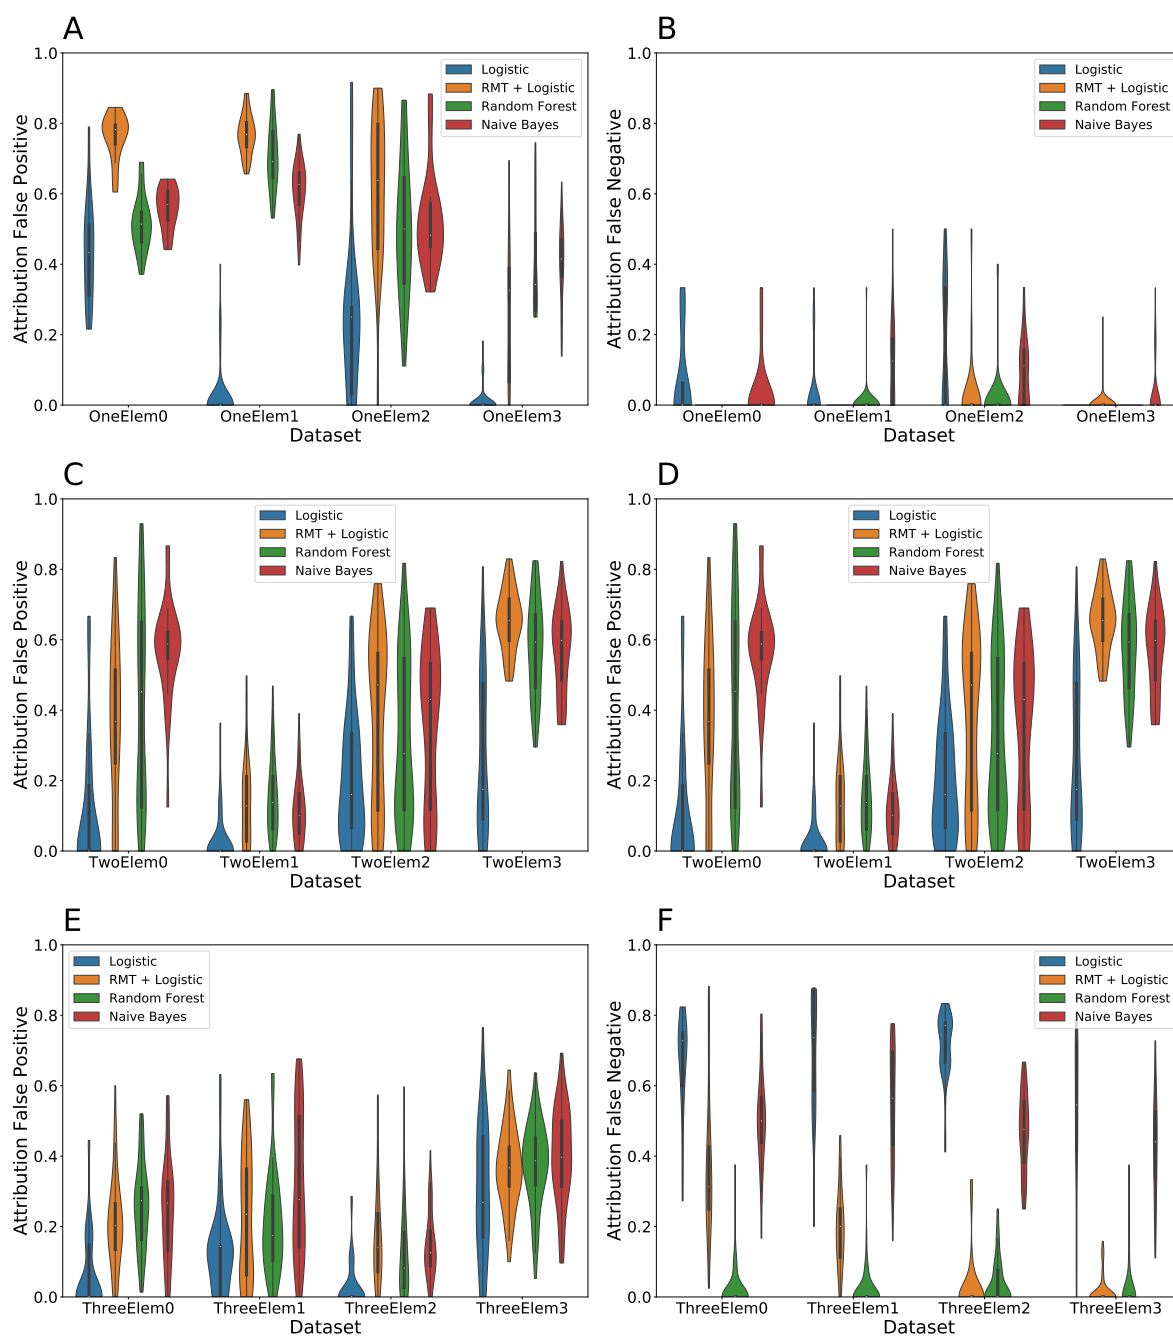 A
Attribution False Positive
1.0
0.8
0.6
0.4
0.2
0.0
Logistic
RMT + Logistic
Random Forest
Naive Bayes
OneElem0 OneElem1 OneElem2 OneElem3
Dataset
B
Attribution False Negative
1.0
0.8
0.6
0.4
0.2
0.0
Logistic
RMT + Logistic
Random Forest
Naive Bayes
OneElem0 OneElem1 OneElem2 OneElem3
Dataset
C
Attribution False Positive
1.0
0.8
0.6
0.4
0.2
0.0
Logistic
RMT + Logistic
Random Forest
Naive Bayes
TwoElem0 TwoElem1 TwoElem2 TwoElem3
Dataset
D
Attribution False Positive
1.0
0.8
0.6
0.4
0.2
0.0
Logistic
RMT + Logistic
Random Forest
Naive Bayes
TwoElem0 TwoElem1 TwoElem2 TwoElem3
Dataset
E
Attribution False Positive
1.0
0.8
0.6
0.4
0.2
0.0
Logistic
RMT + Logistic
Random Forest
Naive Bayes
ThreeElem0 ThreeElem1 ThreeElem2 ThreeElem3
Dataset
F
Attribution False Negative
1.0
0.8
0.6
0.4
0.2
0.0
Logistic
RMT + Logistic
Random Forest
Naive Bayes
ThreeElem0 ThreeElem1 ThreeElem2 ThreeElem3
Dataset